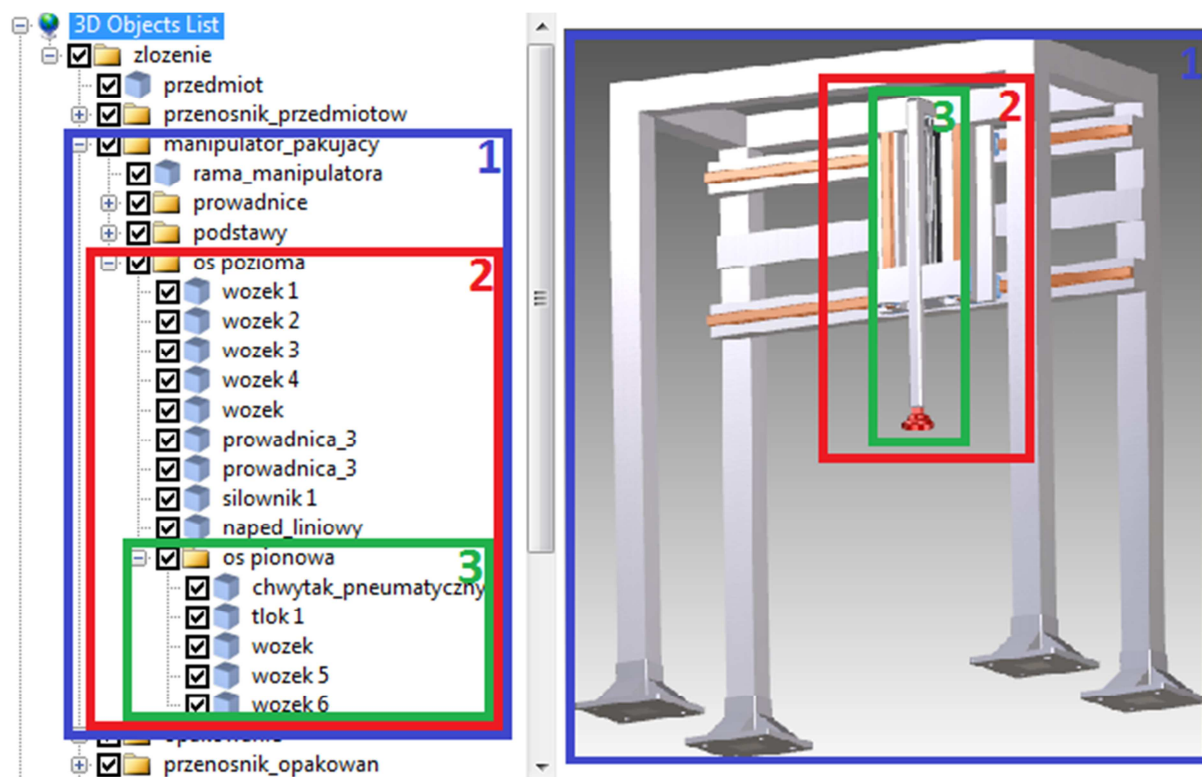 3D Objects List
zlozenie
przedmiot
przenosnik_przedmiotow
manipulator_pakujacy
1
rama_manipulatora
prowadnice
podstawy
os pozioma
2
wozek 1
wozek 2
wozek 3
wozek 4
wozek
prowadnica_3
prowadnica_3
silownik 1
naped_liniowy
os pionowa
3
chwytak_pneumatyczny
tlok 1
wozek
wozek 5
wozek 6
opakowania
przenosnik_opakowan
1
2
3